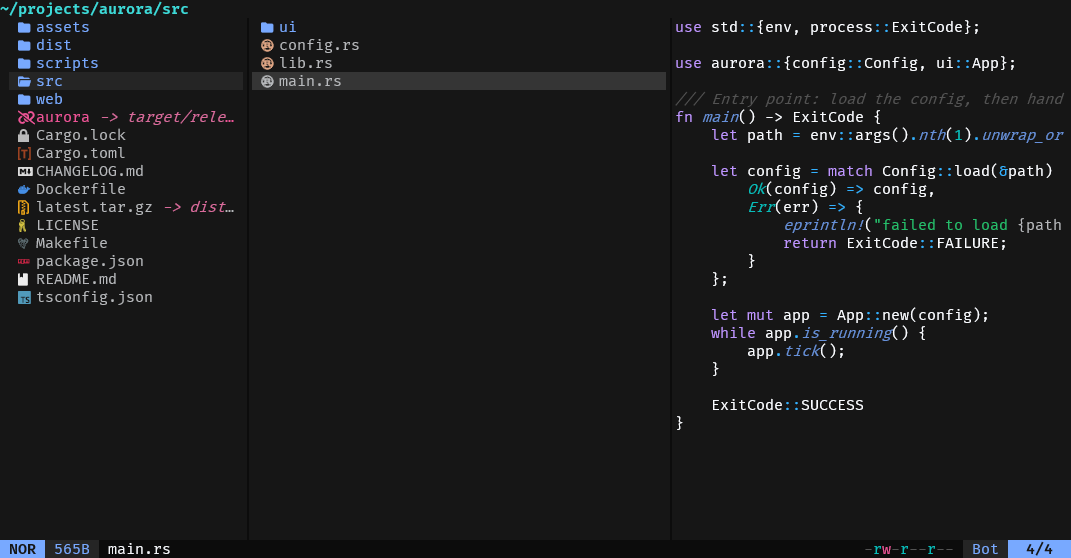 ~/projects/aurora/src
assets
dist
scripts
src
web
aurora -> target/rele…
Cargo.lock
Cargo.toml
CHANGELOG.md
Dockerfile
latest.tar.gz -> dist…
LICENSE
Makefile
package.json
README.md
tsconfig.json
ui
config.rs
lib.rs
main.rs
use std::{env, process::ExitCode};
use aurora::{config::Config, ui::App};
/// Entry point: load the config, then hand
fn main() -> ExitCode {
    let path = env::args().nth(1).unwrap_or
    let config = match Config::load(&path)
        Ok(config) => config,
        Err(err) => {
            eprintln!("failed to load {path
            return ExitCode::FAILURE;
        }
    };
    let mut app = App::new(config);
    while app.is_running() {
        app.tick();
    }
    ExitCode::SUCCESS
}
NOR 565B main.rs -rw-r--r-- Bot 4/4